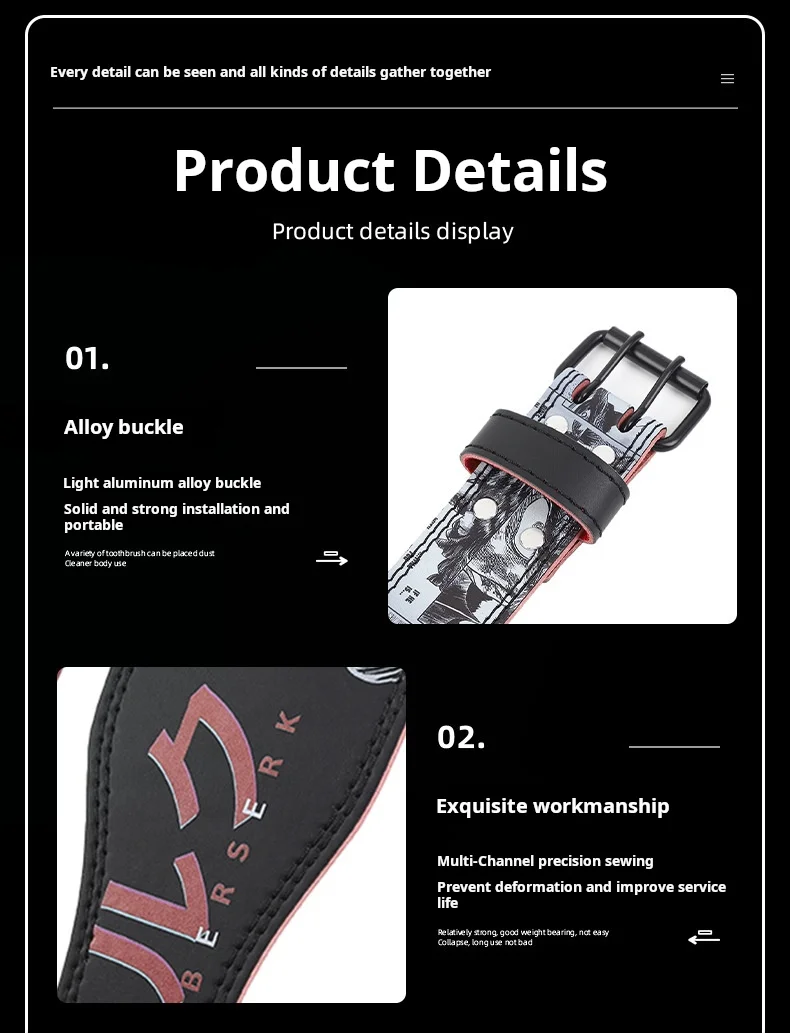 Every detail can be seen and all kinds of details gather together
Product Details
Product details display
01.
Alloy buckle
Light aluminum alloy buckle
Solid and strong installation and
portable
A variety of toothbrush can be placed dust
Cleaner body use
BERSERK
02.
Exquisite workmanship
Multi-Channel precision sewing
Prevent deformation and improve service
life
Relatively strong, good weight bearing, not easy
Collapse, long use not bad